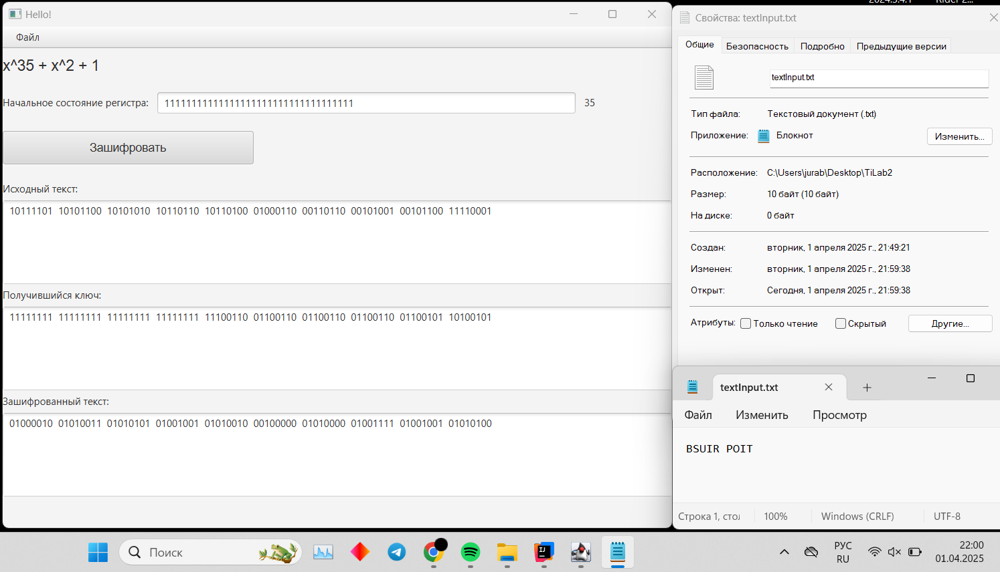 Hello!
Файл
x^35 + x^2 + 1
Начальное состояние регистра: 11111111111111111111111111111111111 35
Зашифровать
Исходный текст:
10111101 10101100 10101010 10110110 10110100 01000110 00110110 00101001 00101100 11110001
Получившийся ключ:
11111111 11111111 11111111 11111111 11100110 01100110 01100110 01100110 01100101 10100101
Зашифрованный текст:
01000010 01010011 01010101 01001001 01010010 00100000 01010000 01001111 01001001 01010100
Свойства: textInput.txt
Общие Безопасность Подробно Предыдущие версии
textInput.txt
Тип файла: Текстовый документ (.txt)
Приложение: Блокнот Изменить...
Расположение: C:\Users\jurab\Desktop\TiLab2
Размер: 10 байт (10 байт)
На диске: 0 байт
Создан: вторник, 1 апреля 2025 г., 21:49:21
Изменен: вторник, 1 апреля 2025 г., 21:59:38
Открыт: Сегодня, 1 апреля 2025 г., 21:59:38
Атрибуты: Только чтение Скрытый Другие...
textInput.txt
Файл Изменить Просмотр
BSUIR POIT
Строка 1, 100% Windows (CRLF) UTF-8
Поиск
РУС
RU
22:00
01.04.2025